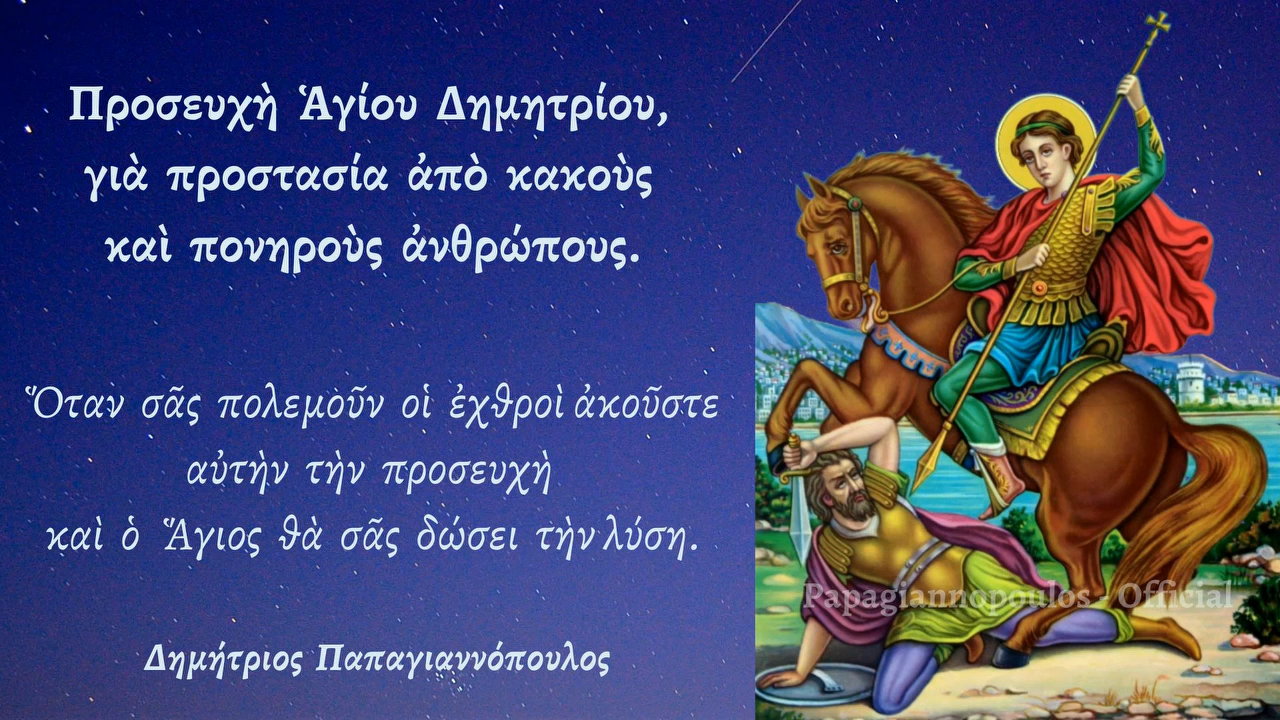 Προσευχὴ Ἁγίου Δημητρίου,
γιὰ προστασία ἀπὸ κακοὺς
καὶ πονηροὺς ἀνθρώπους.
Ὅταν σᾶς πολεμοῦν οἱ ἐχθροὶ ἀκοῦστε
αὐτὴν τὴν προσευχὴ
καὶ ὁ Ἅγιος θὰ σᾶς δώσει τὴν λύση.
Δημήτριος Παπαγιαννόπουλος
Papagiannopoulos - Official